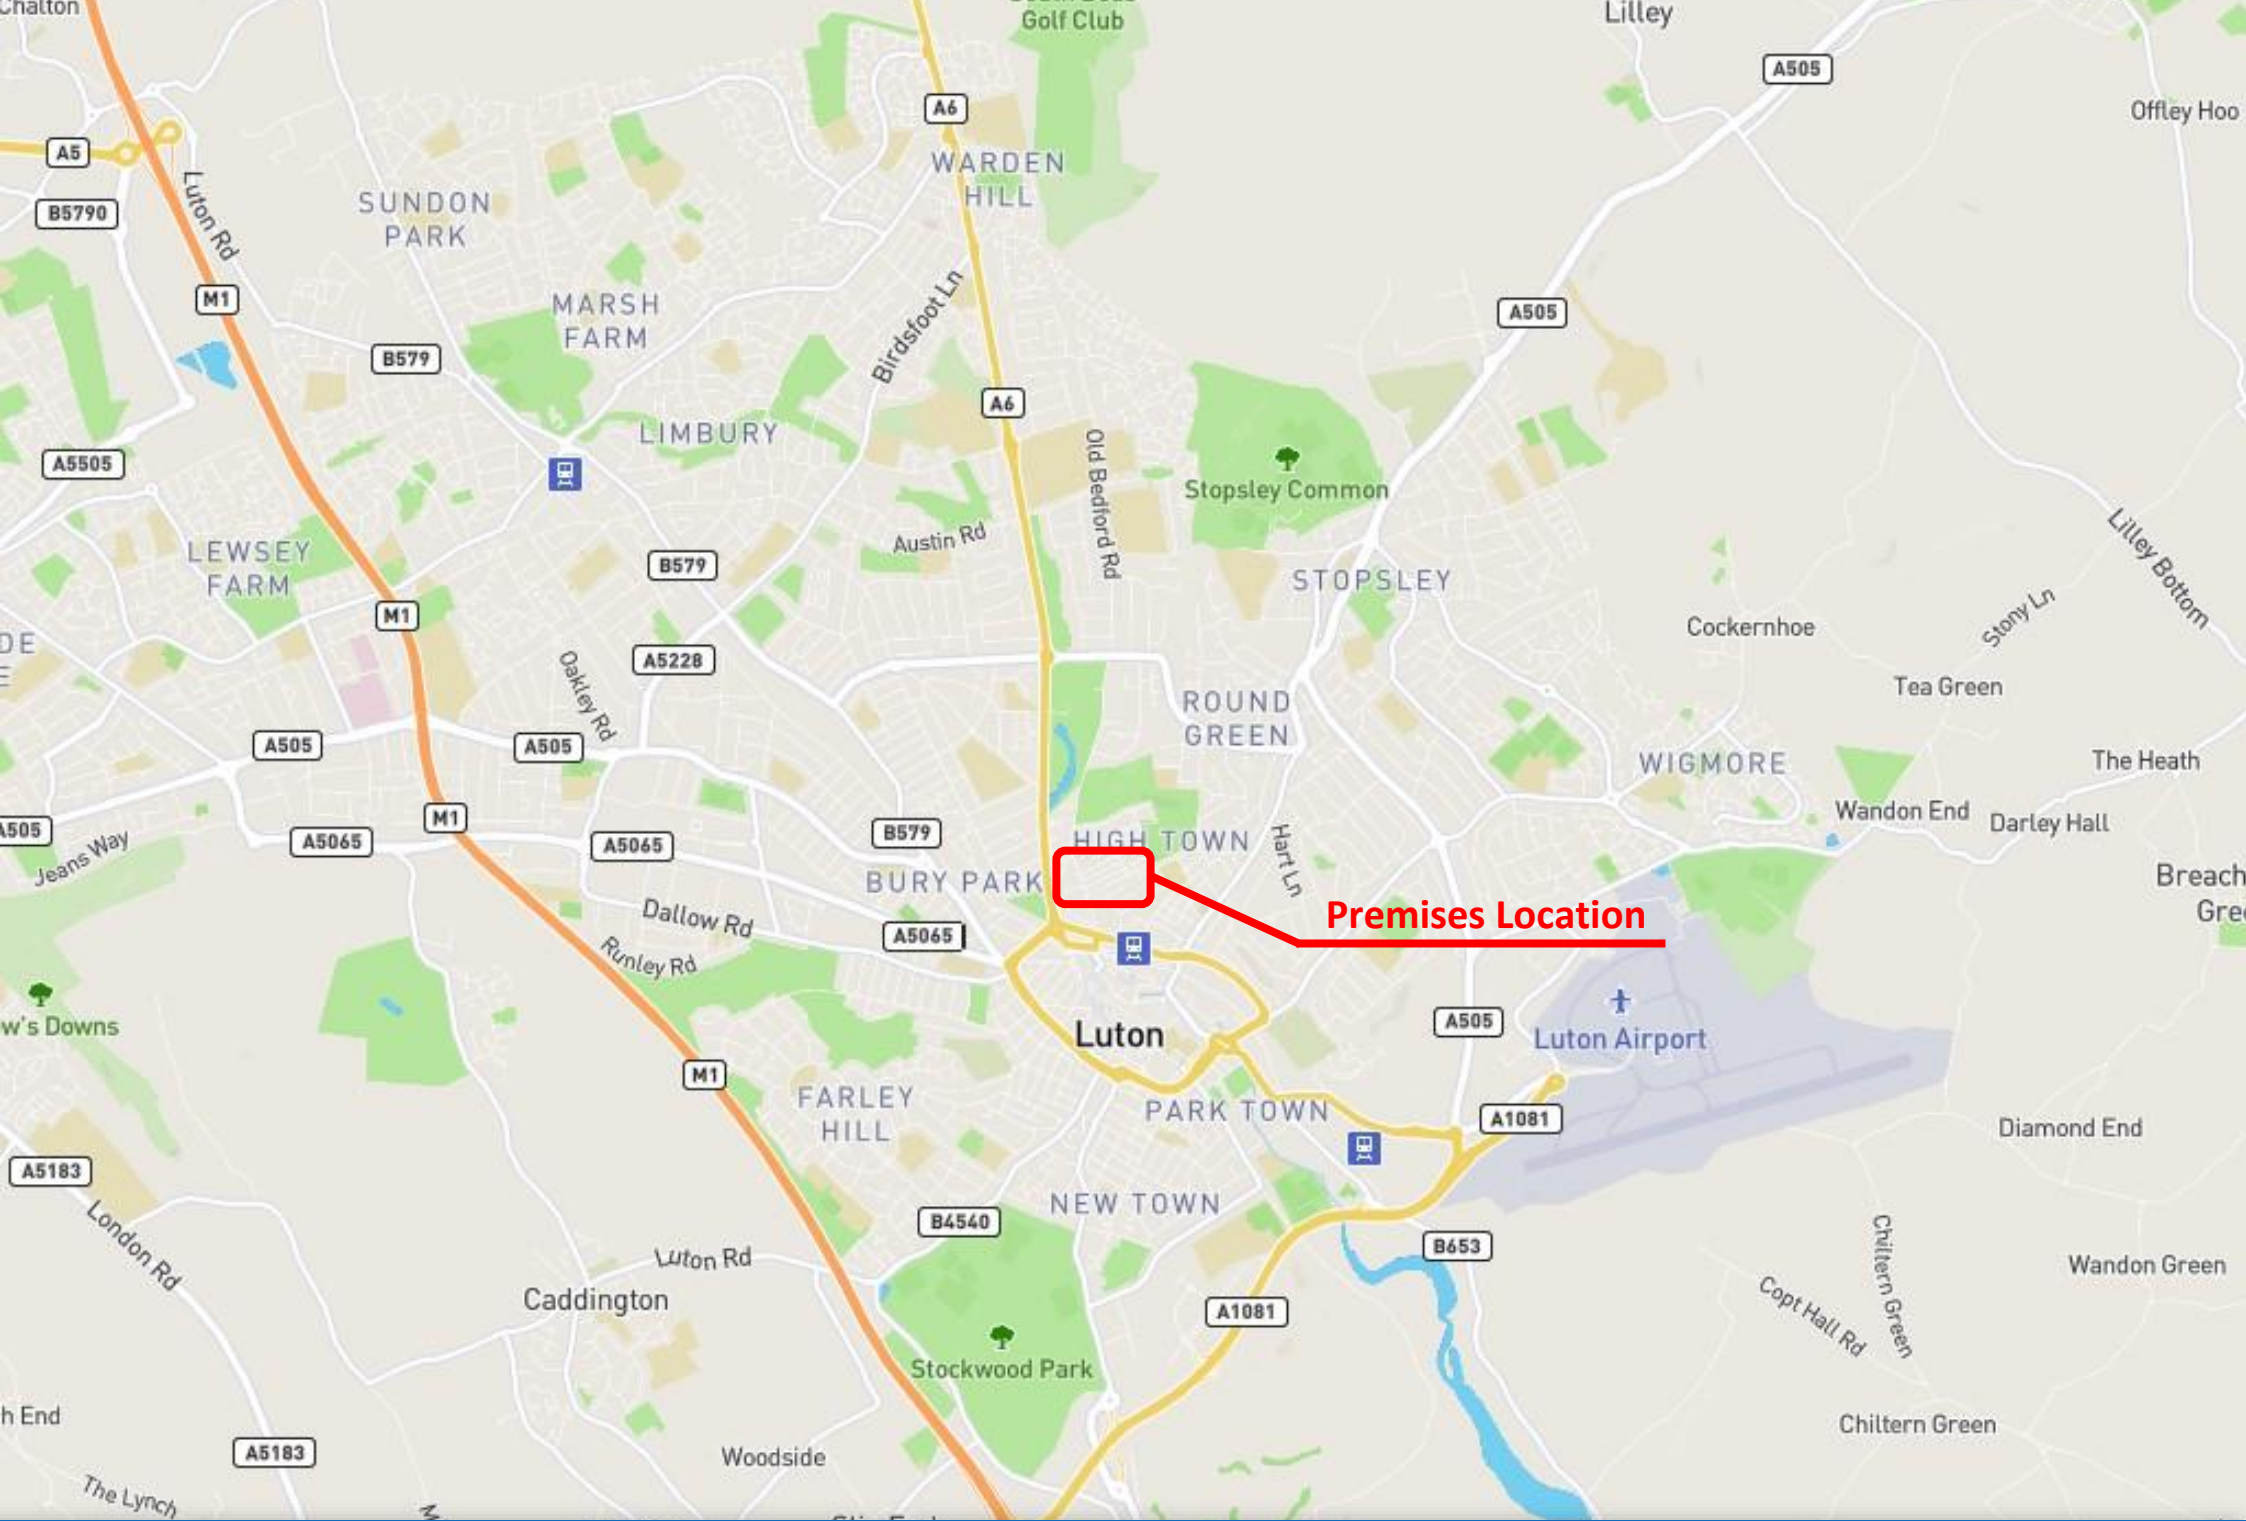 Chalton
Golf Club
Lilley
A505
A6
Offley Hoo
A5
WARDEN
HILL
Luton Rd
B5790
SUNDON
PARK
M1
MARSH
FARM
Birdsfoot Ln
A505
B579
A6
LIMBURY
Old Bedford Rd
A5505
Stopsley Common
Austin Rd
Lilley Bottom
LEWSEY
FARM
B579
STOPSLEY
M1
Stony Ln
Cockernhoe
DE
E
A5228
Oakley Rd
Tea Green
ROUND
GREEN
A505
A505
WIGMORE
The Heath
M1
Wandon End
Darley Hall
A505
A5065
A5065
B579
HIGH TOWN
Hart Ln
Jeans Way
BURY PARK
Breach
Gre
Dallow Rd
Premises Location
A5065
Runley Rd
w's Downs
Luton
A505
Luton Airport
M1
FARLEY
HILL
PARK TOWN
A1081
Diamond End
A5183
NEW TOWN
London Rd
B4540
B653
Chiltern Green
Luton Rd
Wandon Green
Caddington
A1081
Copt Hall Rd
Stockwood Park
h End
Chiltern Green
A5183
Woodside
The Lynch